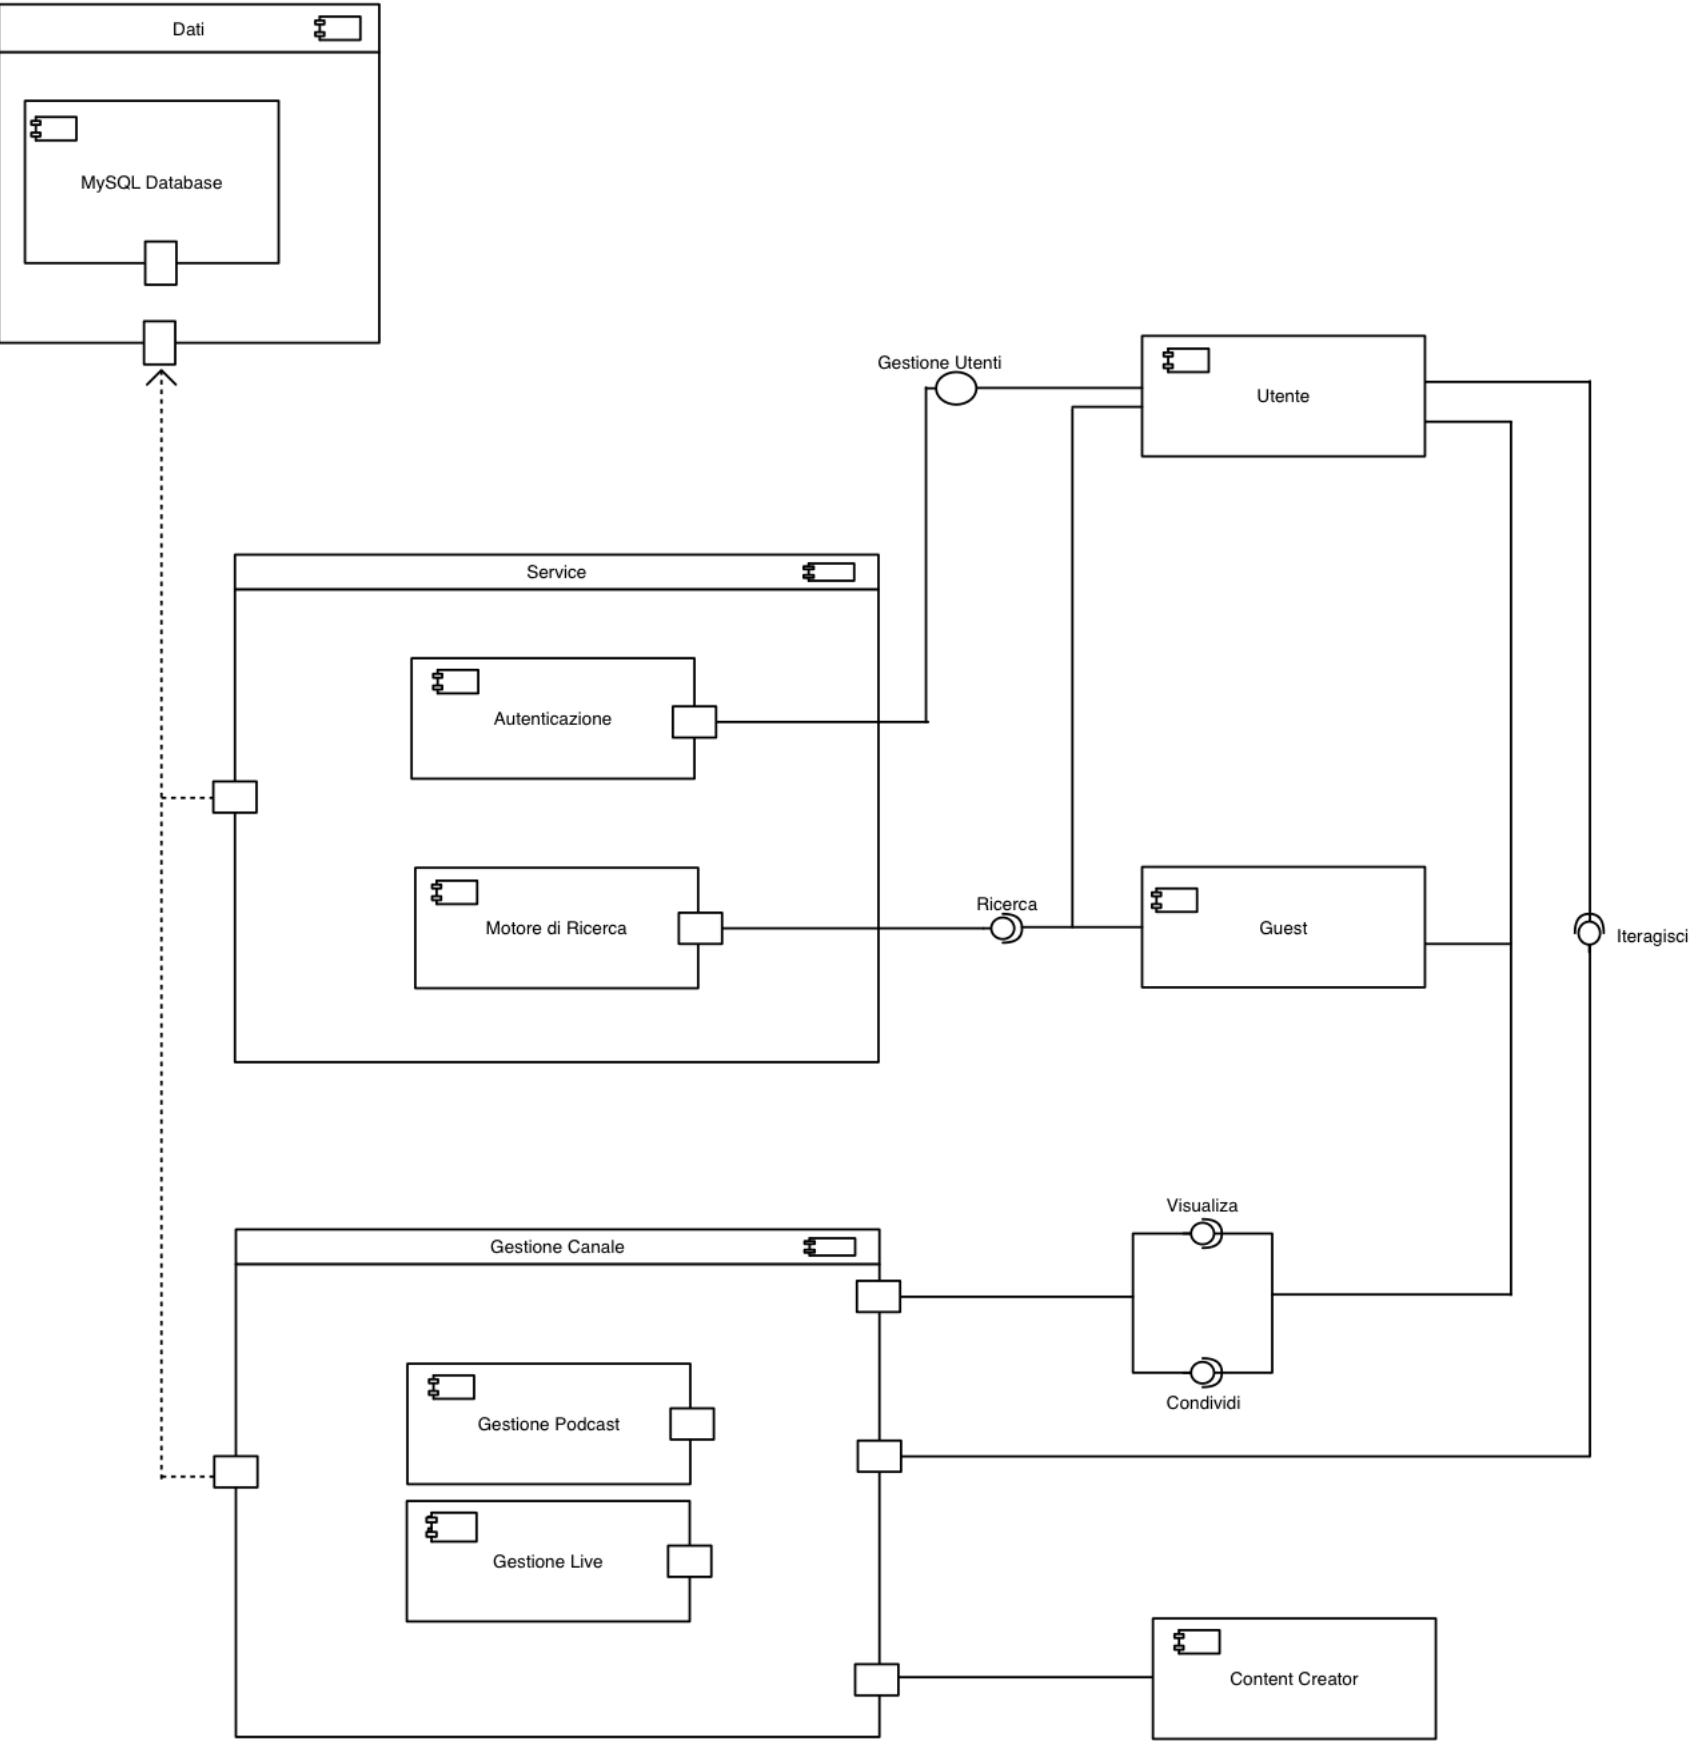 Dati
MySQL Database
Gestione Utenti
Utente
Service
Autenticazione
Ricerca
Motore di Ricerca
Guest
Iteragisci
Visualiza
Gestione Canale
Condividi
Gestione Podcast
Gestione Live
Content Creator